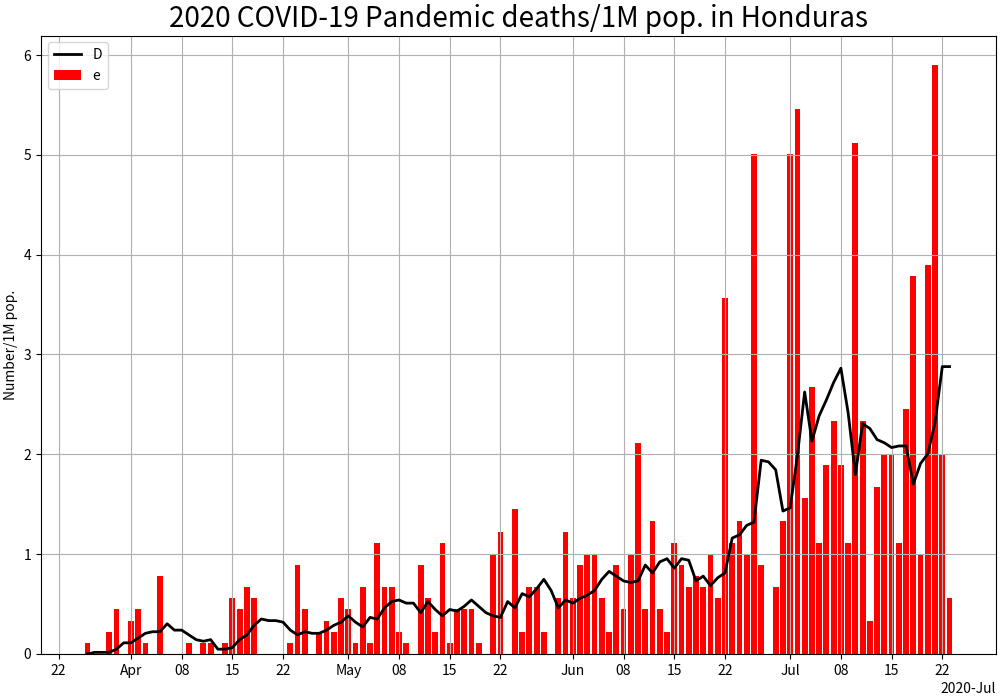 2020 COVID-19 Pandemic deaths/1M pop. in Honduras
D
e
Number/1M pop.
6
5
4
3
2
1
0
22 Apr 08 15 22 May 08 15 22 Jun 08 15 22 Jul 08 15 22
2020-Jul